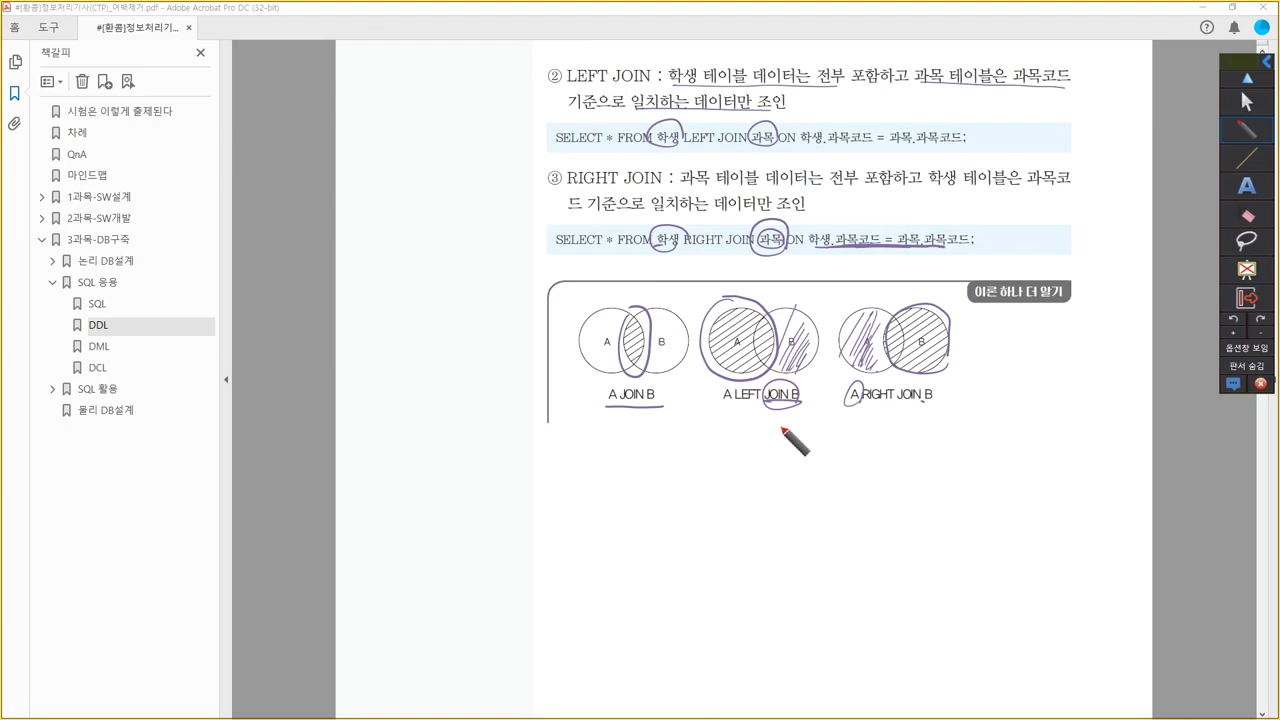 #[환콤]정보처리기사(CTP)_여백제거.pdf - Adobe Acrobat Pro DC (32-bit)
홈 도구 #[환콤]정보처리기... ×
책갈피
시험은 이렇게 출제된다
차례
QnA
마인드맵
1과목-SW설계
2과목-SW개발
3과목-DB구축
논리 DB설계
SQL 응용
SQL
DDL
DML
DCL
SQL 활용
물리 DB설계
② LEFT JOIN : 학생 테이블 데이터는 전부 포함하고 과목 테이블은 과목코드
기준으로 일치하는 데이터만 조인
SELECT * FROM 학생 LEFT JOIN 과목 ON 학생.과목코드 = 과목.과목코드;
③ RIGHT JOIN : 과목 테이블 데이터는 전부 포함하고 학생 테이블은 과목코
드 기준으로 일치하는 데이터만 조인
SELECT * FROM 학생 RIGHT JOIN 과목 ON 학생.과목코드 = 과목.과목코드;
이론 하나 더 알기
A B A B A B
A JOIN B A LEFT JOIN B A RIGHT JOIN B
옵션창 보임
판서 숨김